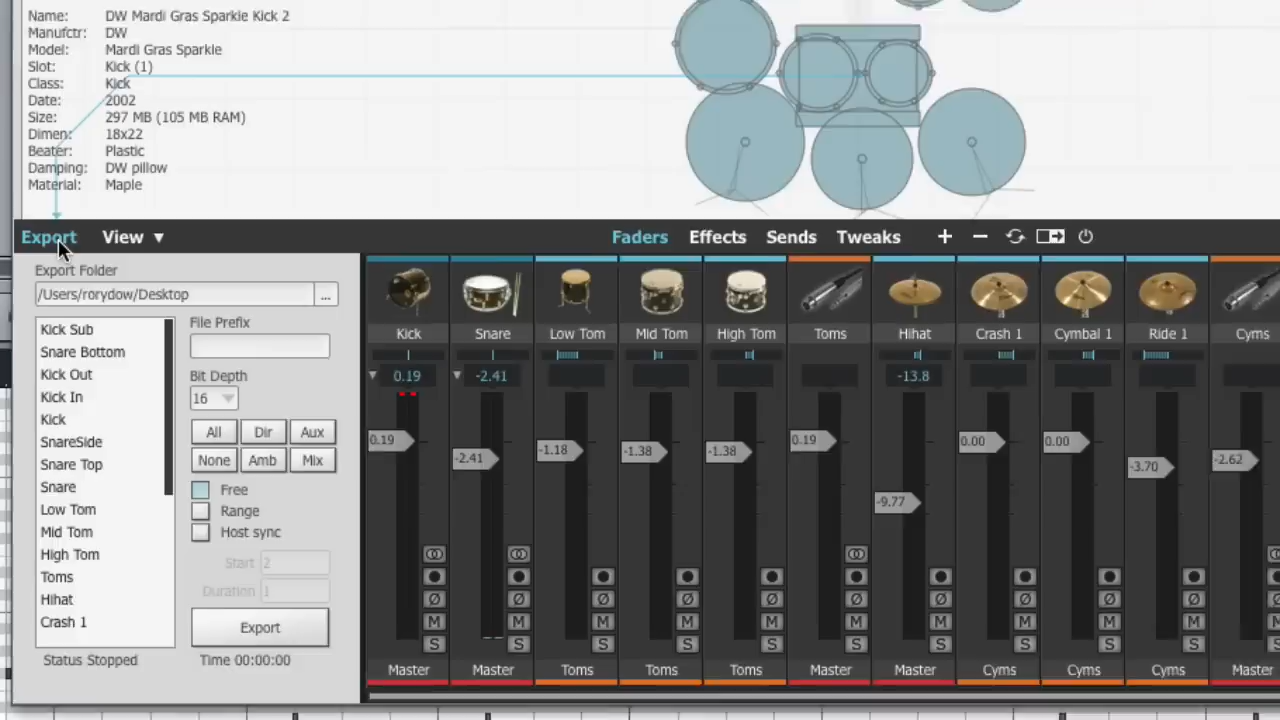 Name: DW Mardi Gras Sparkle Kick 2
Manufctr: DW
Model: Mardi Gras Sparkle
Slot: Kick (1)
Class: Kick
Date: 2002
Size: 297 MB (105 MB RAM)
Dimen: 18x22
Beater: Plastic
Damping: DW pillow
Material: Maple
Export View ▼ Faders Effects Sends Tweaks + −
Export Folder
/Users/rorydow/Desktop ...
Kick Sub
Snare Bottom
Kick Out
Kick In
Kick
SnareSide
Snare Top
Snare
Low Tom
Mid Tom
High Tom
Toms
Hihat
Crash 1
File Prefix
Bit Depth
16
All Dir Aux
None Amb Mix
Free
Range
Host sync
Start 2
Duration 1
Export
Status Stopped Time 00:00:00
Kick Snare Low Tom Mid Tom High Tom Toms Hihat Crash 1 Cymbal 1 Ride 1 Cyms
0.19 -2.41 -13.8
0.19 -2.41 -1.18 -1.38 -1.38 0.19 -9.77 0.00 0.00 -3.70 -2.62
Ø Ø Ø Ø Ø Ø Ø Ø Ø Ø
M M M M M M M M M M M
S S S S S S S S S S S
Master Master Toms Toms Toms Master Master Cyms Cyms Cyms Master